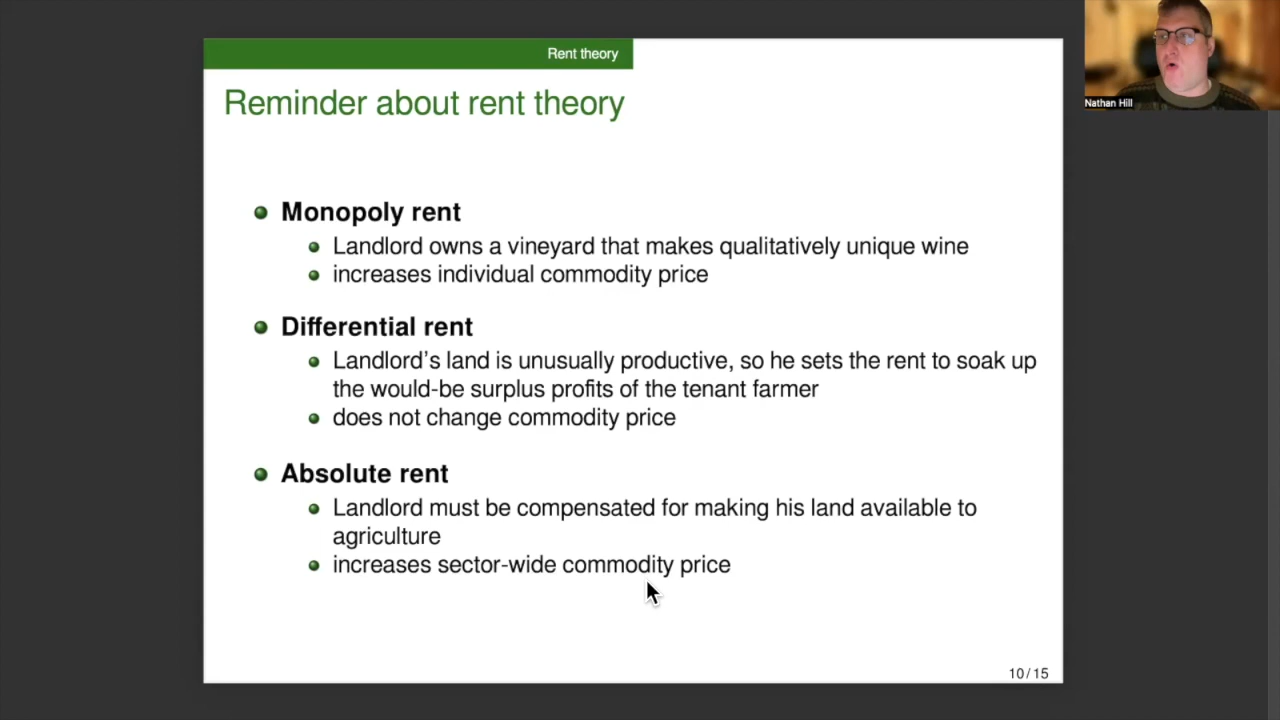 Rent theory
Nathan Hill
Reminder about rent theory
Monopoly rent
Landlord owns a vineyard that makes qualitatively unique wine
increases individual commodity price
Differential rent
Landlord's land is unusually productive, so he sets the rent to soak up
the would-be surplus profits of the tenant farmer
does not change commodity price
Absolute rent
Landlord must be compensated for making his land available to
agriculture
increases sector-wide commodity price
10 / 15